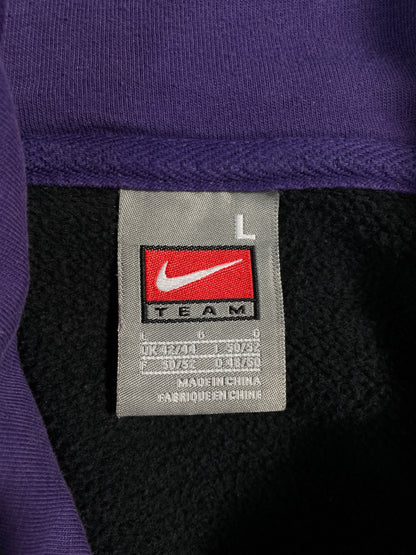 L
TEAM
L G G
UK 42/44 I 50/52
F 50/52 D 48/50
MADE IN CHINA
FABRIQUE EN CHINE